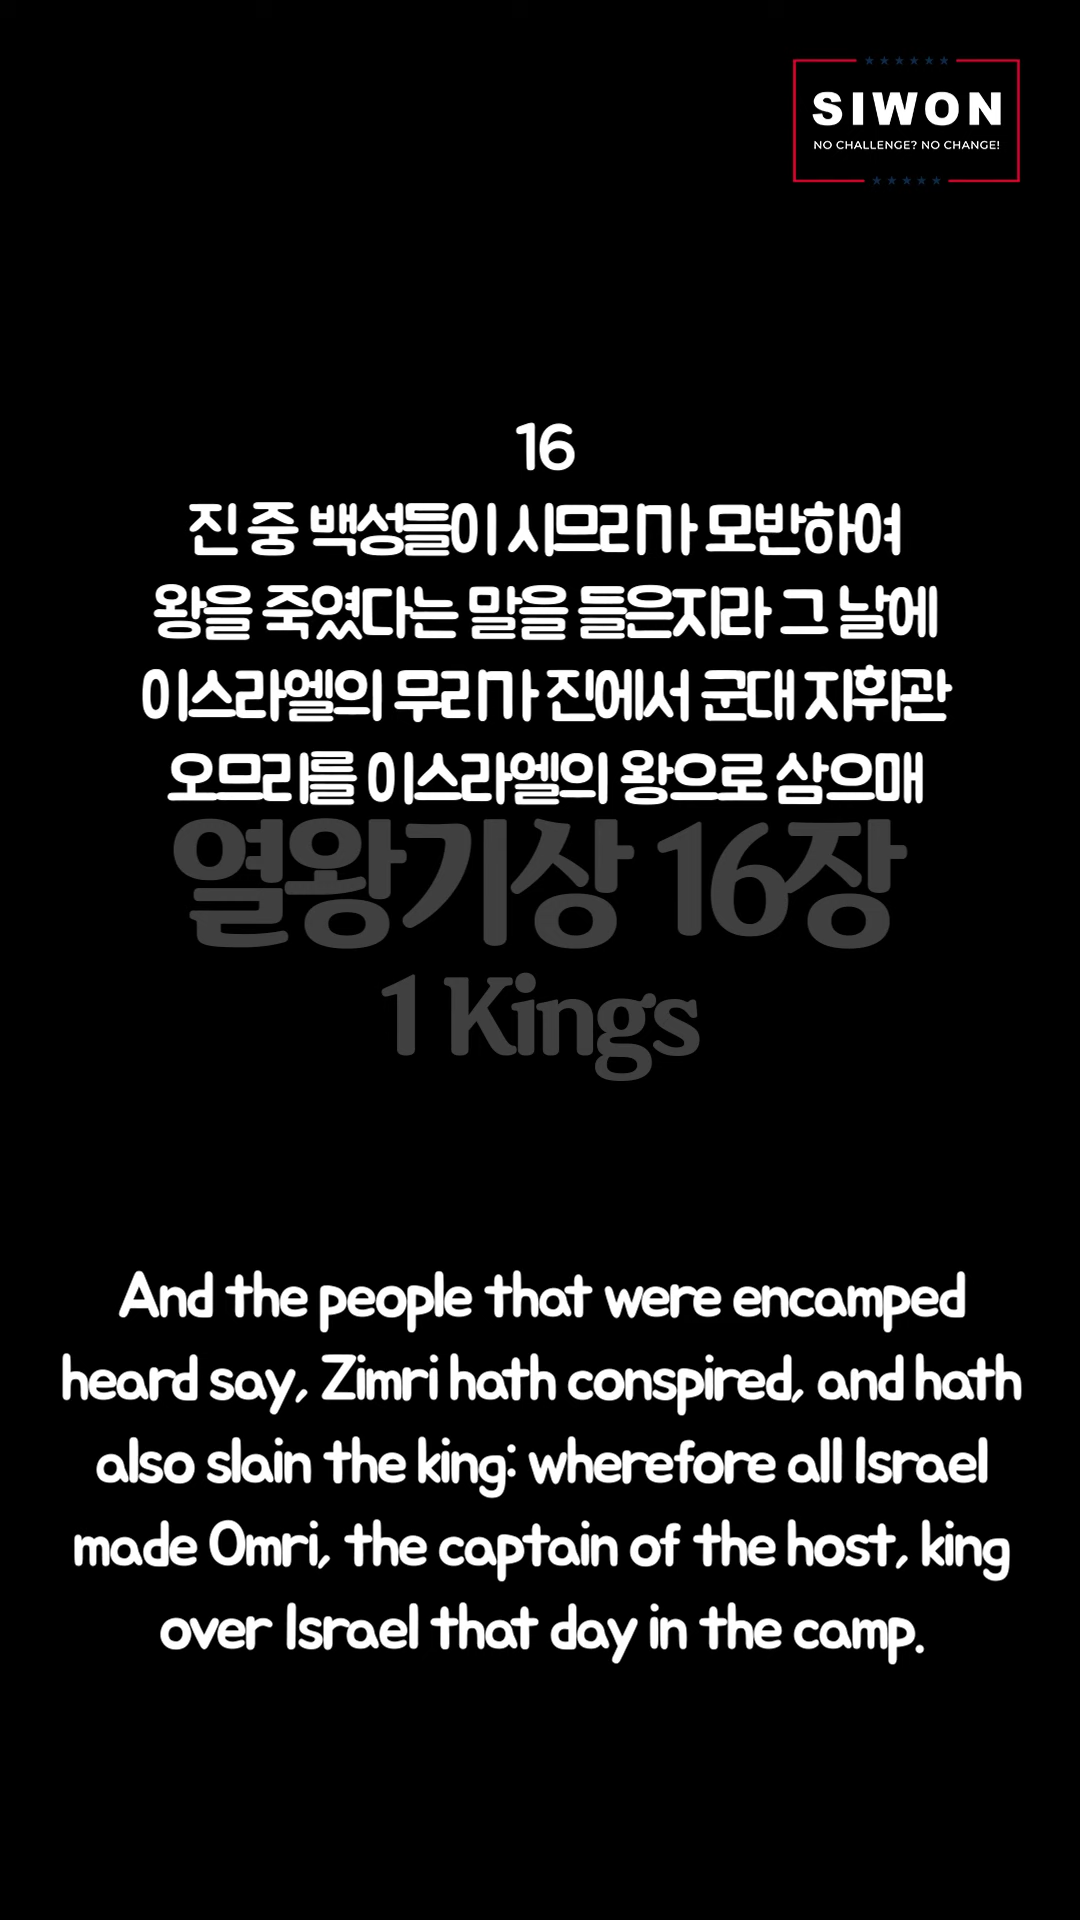 SIWON
NO CHALLENGE? NO CHANGE!
16
진 중 백성들이 시므리가 모반하여
왕을 죽였다는 말을 들은지라 그 날에
이스라엘의 무리가 진에서 군대 지휘관
오므리를 이스라엘의 왕으로 삼으매
열왕기상 16장
1 Kings
And the people that were encamped
heard say, Zimri hath conspired, and hath
also slain the king: wherefore all Israel
made Omri, the captain of the host, king
over Israel that day in the camp.